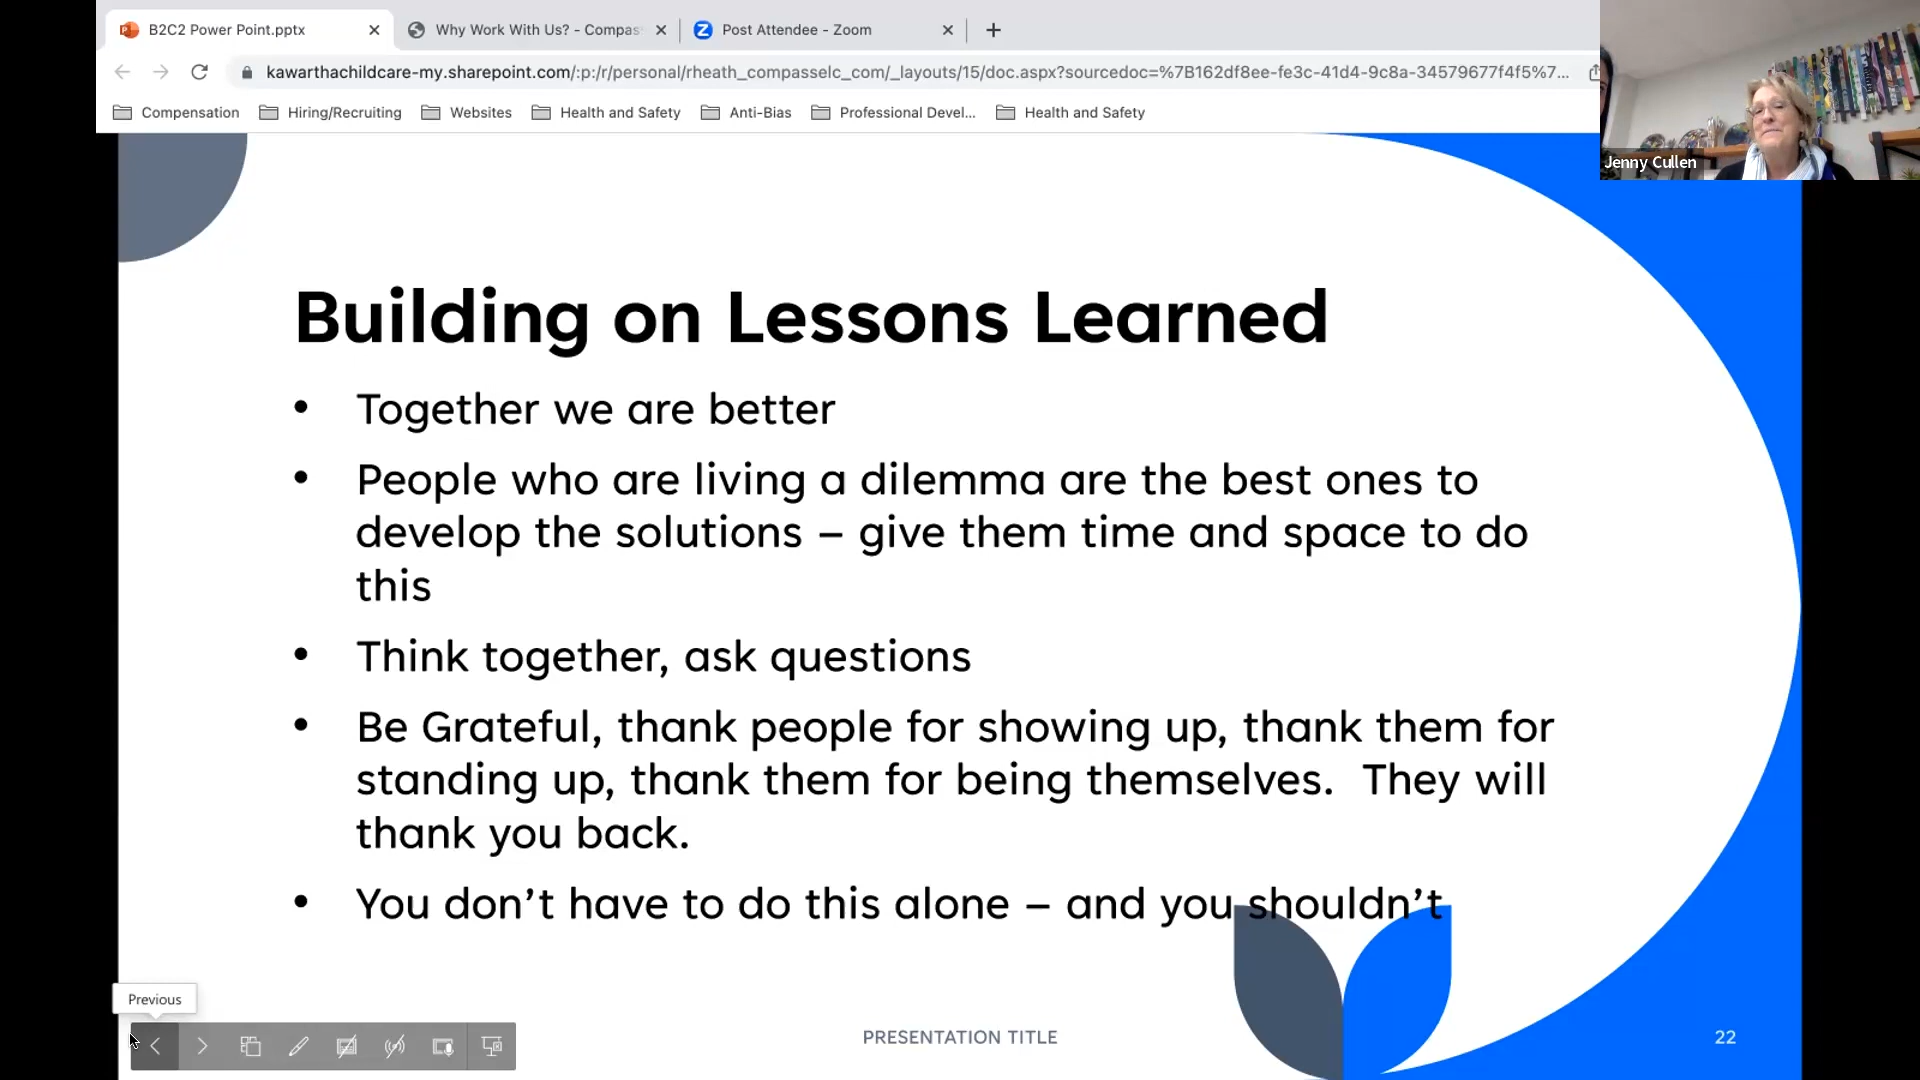 B2C2 Power Point.pptx
Why Work With Us? - Compas
Post Attendee - Zoom
kawarthachildcare-my.sharepoint.com/:p:/r/personal/rheath_compasselc_com/_layouts/15/doc.aspx?sourcedoc=%7B162df8ee-fe3c-41d4-9c8a-34579677f4f5%7...
Compensation
Hiring/Recruiting
Websites
Health and Safety
Anti-Bias
Professional Devel...
Health and Safety
Jenny Cullen
Building on Lessons Learned
• Together we are better
• People who are living a dilemma are the best ones to
develop the solutions – give them time and space to do
this
• Think together, ask questions
• Be Grateful, thank people for showing up, thank them for
standing up, thank them for being themselves.  They will
thank you back.
• You don’t have to do this alone – and you shouldn’t
Previous
PRESENTATION TITLE
22